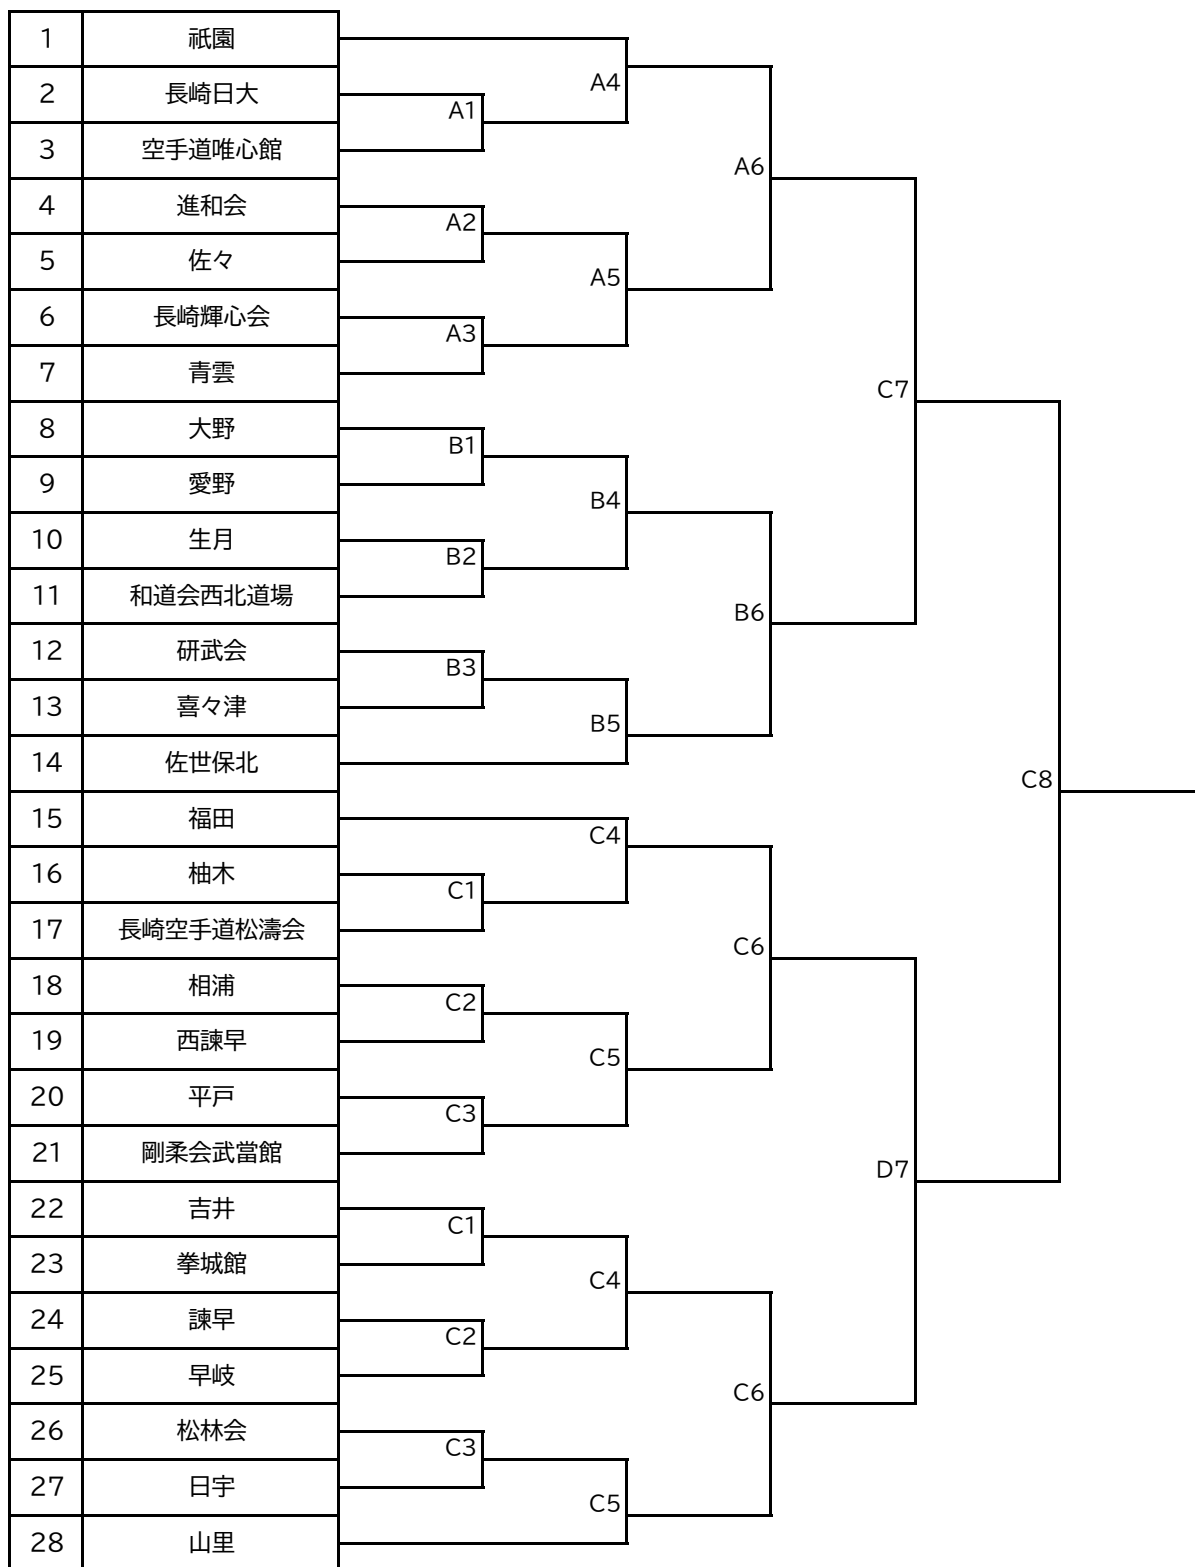 1 祇園
A4
2 長崎日大
A1
3 空手道唯心館
A6
4 進和会
A2
5 佐々
A5
6 長崎輝心会
A3
7 青雲
C7
8 大野
B1
9 愛野
B4
10 生月
B2
11 和道会西北道場
B6
12 研武会
B3
13 喜々津
B5
14 佐世保北
C8
15 福田
C4
16 柚木
C1
17 長崎空手道松濤会
C6
18 相浦
C2
19 西諫早
C5
20 平戸
C3
21 剛柔会武當館
D7
22 吉井
C1
23 拳城館
C4
24 諫早
C2
25 早岐
C6
26 松林会
C3
27 日宇
C5
28 山里